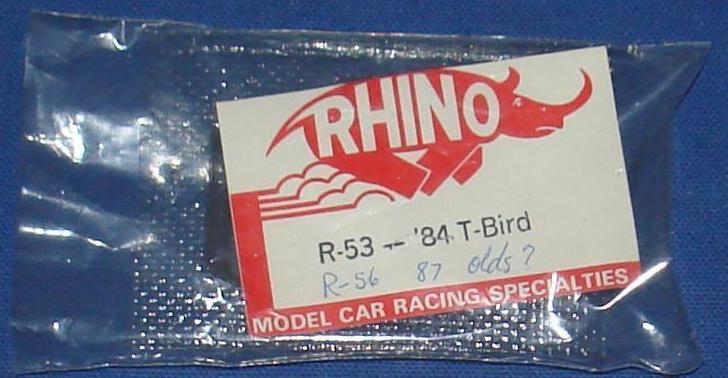 RHINO
R-53 — '84 T-Bird
R-56 87 olds?
MODEL CAR RACING SPECIALTIES